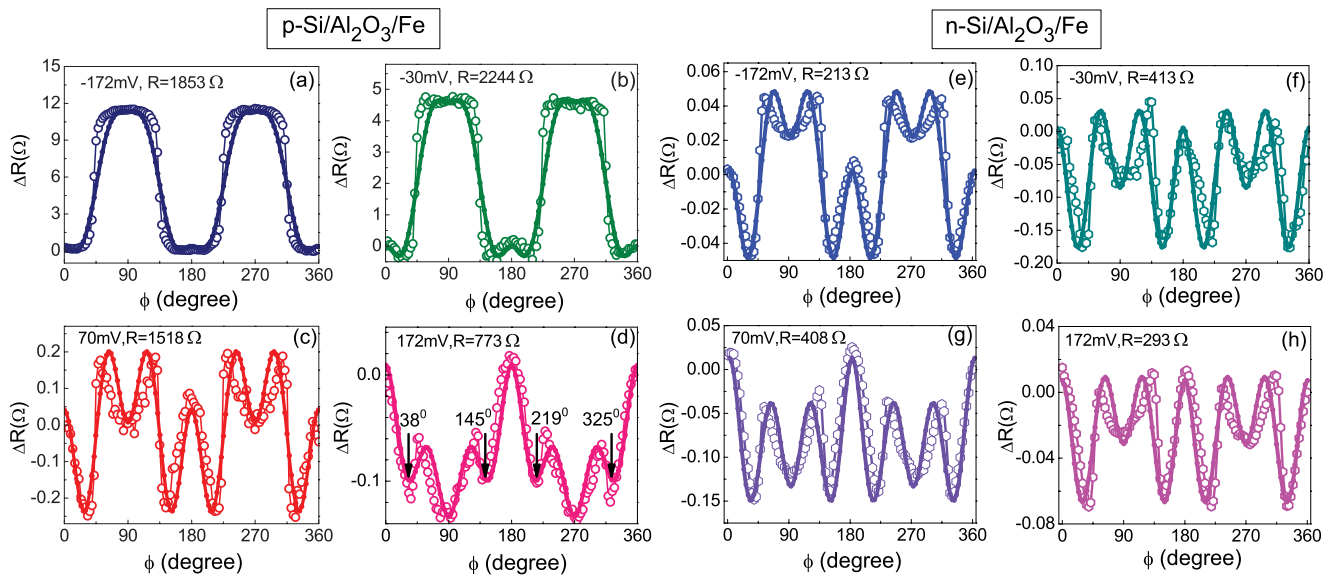 p-Si/Al₂O₃/Fe
n-Si/Al₂O₃/Fe
-172mV, R=1853 Ω
(a)
15
12
9
6
3
0
ΔR(Ω)
0 90 180 270 360
ϕ (degree)
-30mV, R=2244 Ω
(b)
5
4
3
2
1
0
ΔR(Ω)
0 90 180 270 360
ϕ (degree)
-172mV, R=213 Ω
(e)
0.06
0.04
0.02
0.00
-0.02
-0.04
ΔR(Ω)
0 90 180 270 360
ϕ (degree)
-30mV, R=413 Ω
(f)
0.10
0.05
0.00
-0.05
-0.10
-0.15
-0.20
ΔR(Ω)
0 90 180 270 360
ϕ (degree)
70mV, R=1518 Ω
(c)
0.2
0.1
0.0
-0.1
-0.2
ΔR(Ω)
0 90 180 270 360
ϕ (degree)
172mV,R=773 Ω
(d)
0.0
-0.1
ΔR(Ω)
38⁰ 145⁰ 219⁰ 325⁰
0 90 180 270 360
ϕ (degree)
70mV, R=408 Ω
(g)
0.05
0.00
-0.05
-0.10
-0.15
ΔR(Ω)
0 90 180 270 360
ϕ (degree)
172mV,R=293 Ω
(h)
0.04
0.00
-0.04
-0.08
ΔR(Ω)
0 90 180 270 360
ϕ (degree)